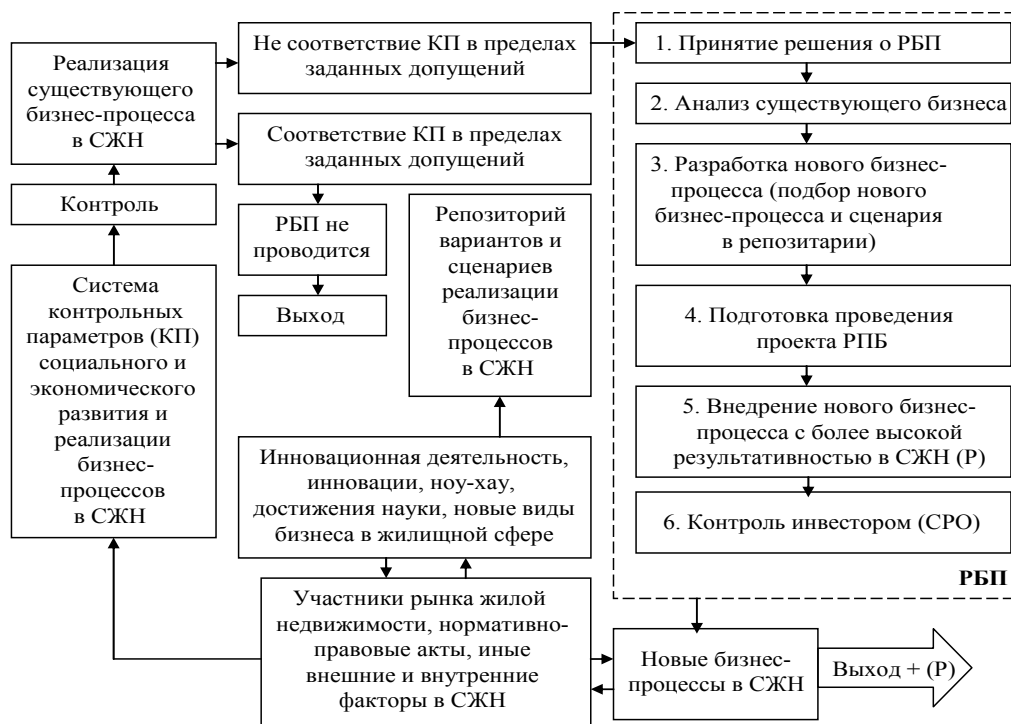 Реализация
существующего
бизнес-процесса
в СЖН
Контроль
Система
контрольных
параметров (КП)
социального и
экономического
развития и
реализации
бизнес-
процессов
в СЖН
Не соответствие КП в пределах
заданных допущений
Соответствие КП в пределах
заданных допущений
РБП не
проводится
Выход
Репозиторий
вариантов и
сценариев
реализации
бизнес-
процессов
в СЖН
Инновационная деятельность,
инновации, ноу-хау,
достижения науки, новые виды
бизнеса в жилищной сфере
Участники рынка жилой
недвижимости, нормативно-
правовые акты, иные
внешние и внутренние
факторы в СЖН
1. Принятие решения о РБП
2. Анализ существующего бизнеса
3. Разработка нового бизнес-
процесса (подбор нового
бизнес-процесса и сценария
в репозитарии)
4. Подготовка проведения
проекта РПБ
5. Внедрение нового бизнес-
процесса с более высокой
результативностью в СЖН (Р)
6. Контроль инвестором (СРО)
РБП
Новые бизнес-
процессы в СЖН
Выход + (Р)